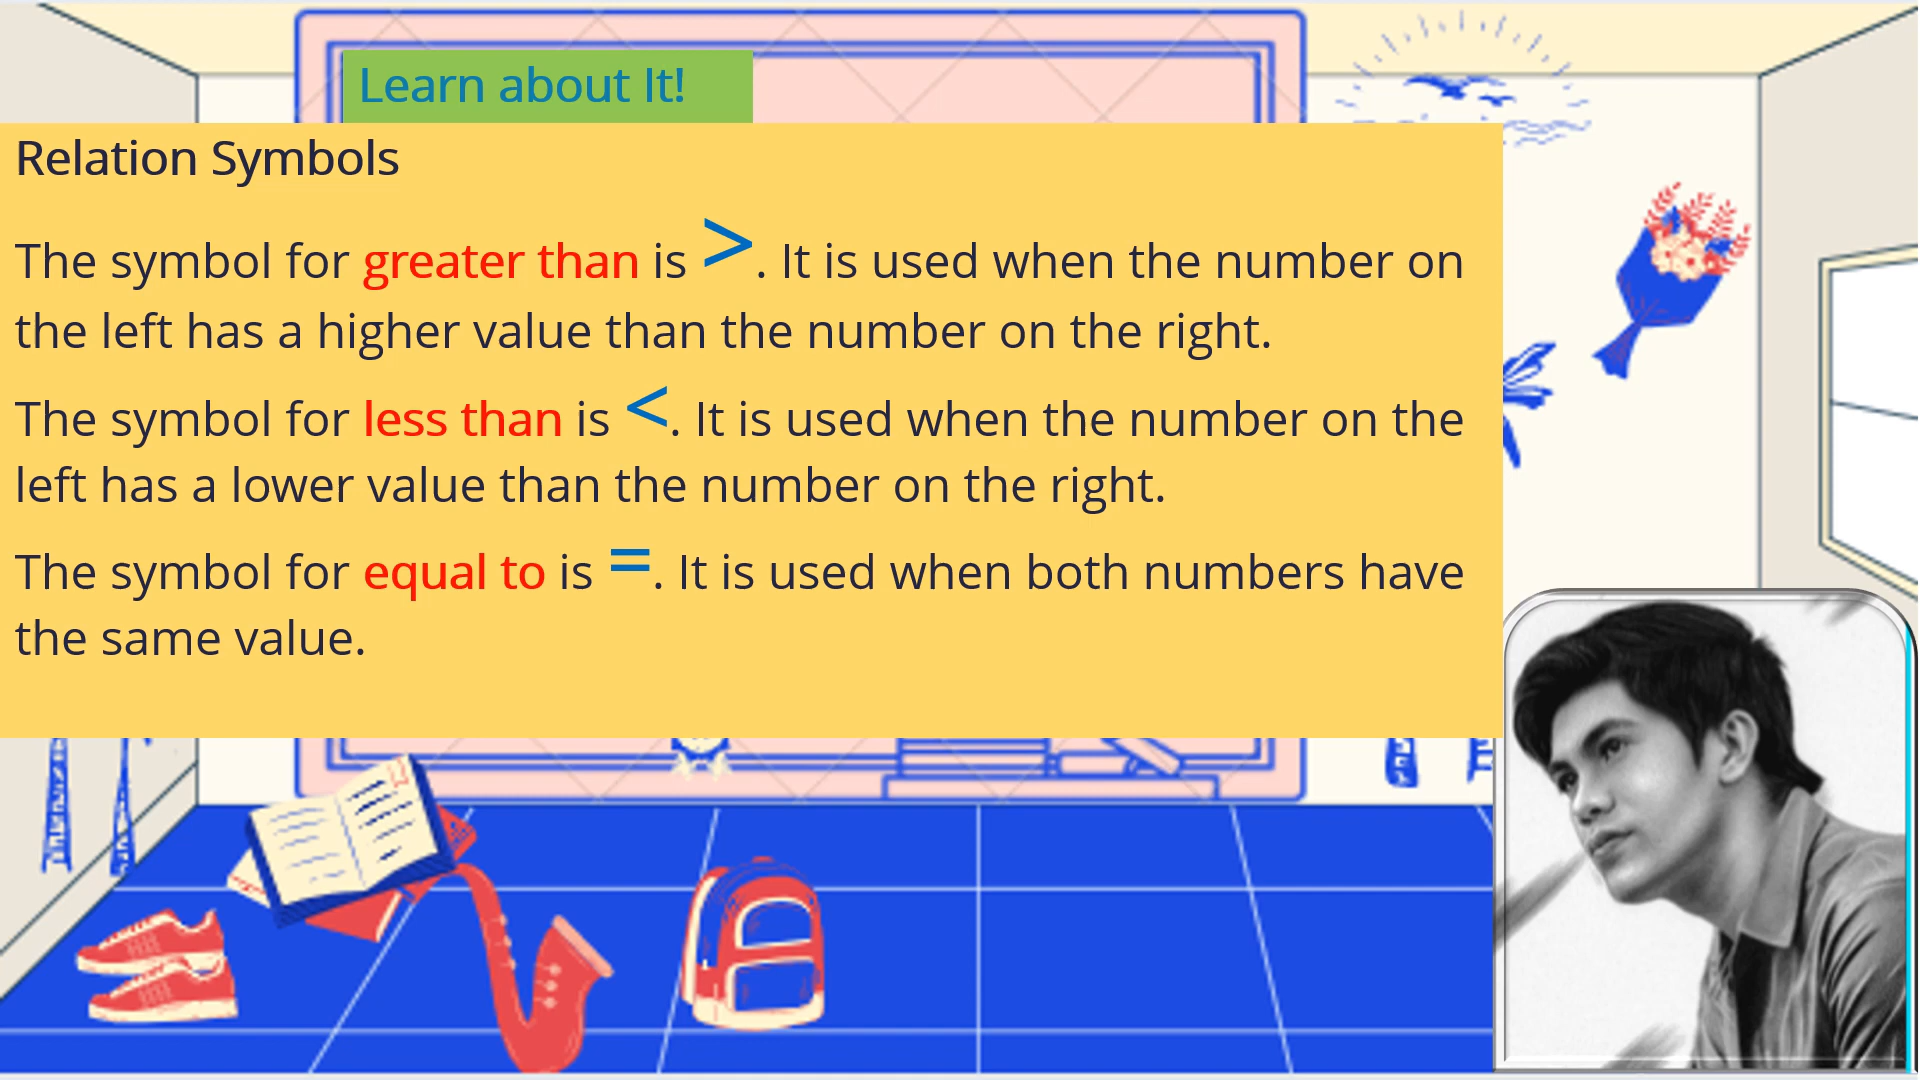 Learn about It!
Relation Symbols
The symbol for greater than is >. It is used when the number on
the left has a higher value than the number on the right.
The symbol for less than is <. It is used when the number on the
left has a lower value than the number on the right.
The symbol for equal to is =. It is used when both numbers have
the same value.